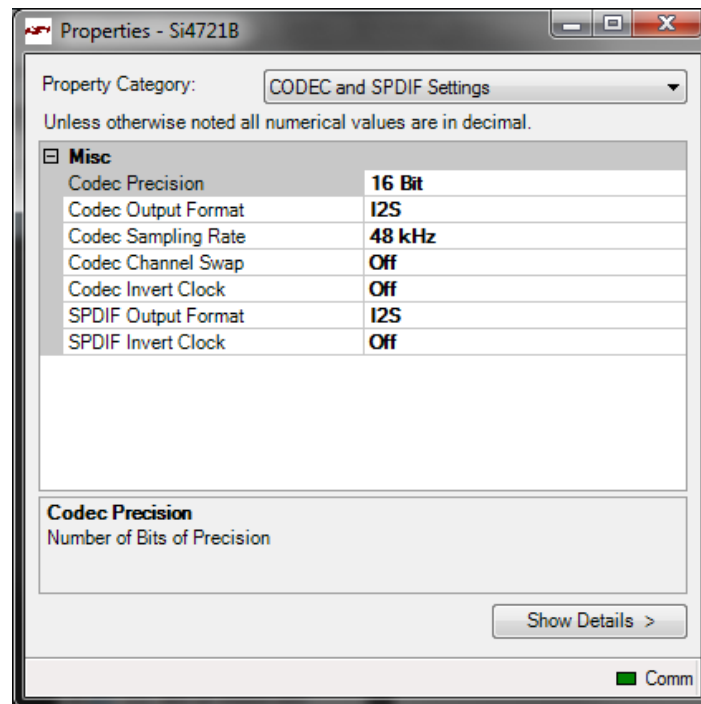 Properties - Si4721B
Property Category: CODEC and SPDIF Settings
Unless otherwise noted all numerical values are in decimal.
Misc
Codec Precision 16 Bit
Codec Output Format I2S
Codec Sampling Rate 48 kHz
Codec Channel Swap Off
Codec Invert Clock Off
SPDIF Output Format I2S
SPDIF Invert Clock Off
Codec Precision
Number of Bits of Precision
Show Details >
Comm